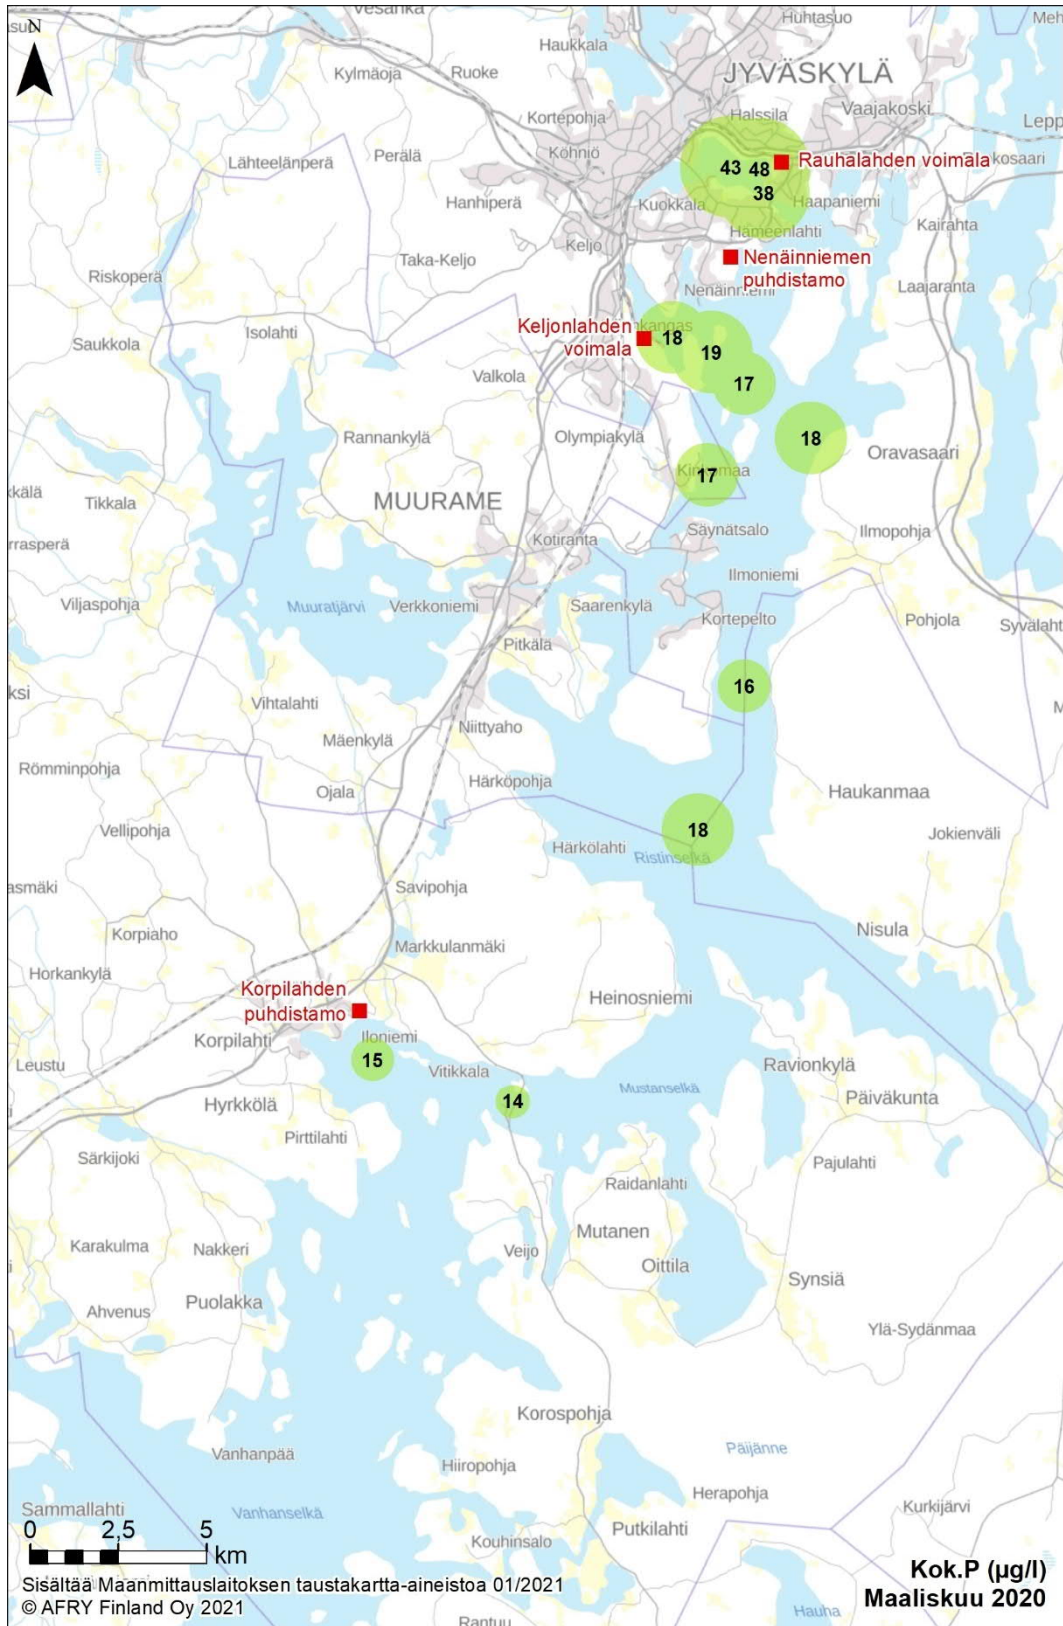 N
Vesanka
Huhtasuo
Haukkala
Kylmäoja
Ruoke
JYVÄSKYLÄ
Halssila
Vaajakoski
Kortepohja
Lähteelänperä
Perälä
Köhniö
43
48
Rauhalahden voimala
38
Hanhiperä
Kuokkala
Haapaniemi
Kairahta
Keljo
Hämeenlahti
Taka-Keljo
Nenäinniemen
puhdistamo
Riskoperä
Nenäinniemi
Laajaranta
Isolahti
Keljonlahden
voimala
18
19
Saukkola
Valkola
17
Rannankylä
Olympiakylä
18
Oravasaari
17
Tikkala
MUURAME
Säynätsalo
Kotiranta
Ilmopohja
Ilmoniemi
Viljaspohja
Muuratjärvi
Verkkoniemi
Saarenkylä
Kortepelto
Pohjola
Pitkälä
16
Vihtalahti
Niittyaho
Mäenkylä
Römminpohja
Härköpohja
Ojala
Haukanmaa
Vellipohja
18
Jokienväli
Härkölahti
Ristinselkä
Savipohja
Korpiaho
Nisula
Markkulanmäki
Horkankylä
Korpilahden
puhdistamo
Heinosniemi
Iloniemi
Korpilahti
15
Leustu
Vitikkala
Ravionkylä
Mustanselkä
Hyrkkölä
14
Päiväkunta
Pirttilahti
Särkijoki
Pajulahti
Raidanlahti
Mutanen
Karakulma
Nakkeri
Veijo
Oittila
Synsiä
Puolakka
Ahvenus
Ylä-Sydänmaa
Korospohja
Vanhanpää
Päijänne
Hiiropohja
Herapohja
Sammallahti
Vanhanselkä
Kurkijärvi
Putkilahti
0 2,5 5
km
Kouhinsalo
Kok.P (µg/l)
Sisältää Maanmittauslaitoksen taustakartta-aineistoa 01/2021
Maaliskuu 2020
© AFRY Finland Oy 2021
Hauha
Rantuu